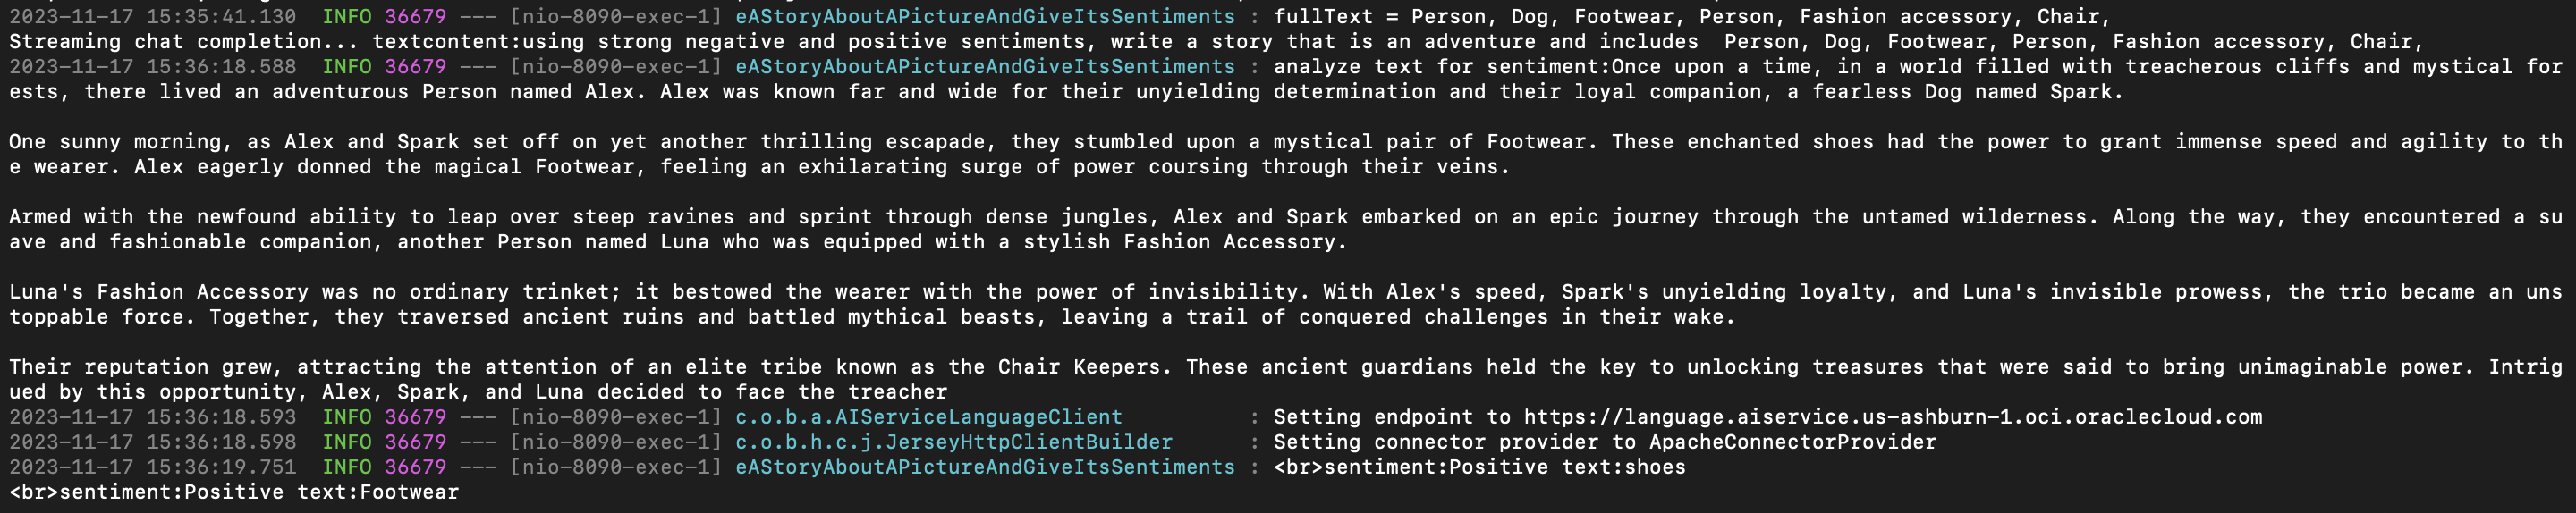 2023-11-17 15:35:41.130  INFO 36679 --- [nio-8090-exec-1] eAStoryAboutAPictureAndGiveItsSentiments : fullText = Person, Dog, Footwear, Person, Fashion accessory, Chair,
Streaming chat completion... textcontent:using strong negative and positive sentiments, write a story that is an adventure and includes  Person, Dog, Footwear, Person, Fashion accessory, Chair,
2023-11-17 15:36:18.588  INFO 36679 --- [nio-8090-exec-1] eAStoryAboutAPictureAndGiveItsSentiments : analyze text for sentiment:Once upon a time, in a world filled with treacherous cliffs and mystical for
ests, there lived an adventurous Person named Alex. Alex was known far and wide for their unyielding determination and their loyal companion, a fearless Dog named Spark.
One sunny morning, as Alex and Spark set off on yet another thrilling escapade, they stumbled upon a mystical pair of Footwear. These enchanted shoes had the power to grant immense speed and agility to th
e wearer. Alex eagerly donned the magical Footwear, feeling an exhilarating surge of power coursing through their veins.
Armed with the newfound ability to leap over steep ravines and sprint through dense jungles, Alex and Spark embarked on an epic journey through the untamed wilderness. Along the way, they encountered a su
ave and fashionable companion, another Person named Luna who was equipped with a stylish Fashion Accessory.
Luna's Fashion Accessory was no ordinary trinket; it bestowed the wearer with the power of invisibility. With Alex's speed, Spark's unyielding loyalty, and Luna's invisible prowess, the trio became an uns
toppable force. Together, they traversed ancient ruins and battled mythical beasts, leaving a trail of conquered challenges in their wake.
Their reputation grew, attracting the attention of an elite tribe known as the Chair Keepers. These ancient guardians held the key to unlocking treasures that were said to bring unimaginable power. Intrig
ued by this opportunity, Alex, Spark, and Luna decided to face the treacher
2023-11-17 15:36:18.593  INFO 36679 --- [nio-8090-exec-1] c.o.b.a.AIServiceLanguageClient          : Setting endpoint to https://language.aiservice.us-ashburn-1.oci.oraclecloud.com
2023-11-17 15:36:18.598  INFO 36679 --- [nio-8090-exec-1] c.o.b.h.c.j.JerseyHttpClientBuilder      : Setting connector provider to ApacheConnectorProvider
2023-11-17 15:36:19.751  INFO 36679 --- [nio-8090-exec-1] eAStoryAboutAPictureAndGiveItsSentiments : <br>sentiment:Positive text:shoes
<br>sentiment:Positive text:Footwear